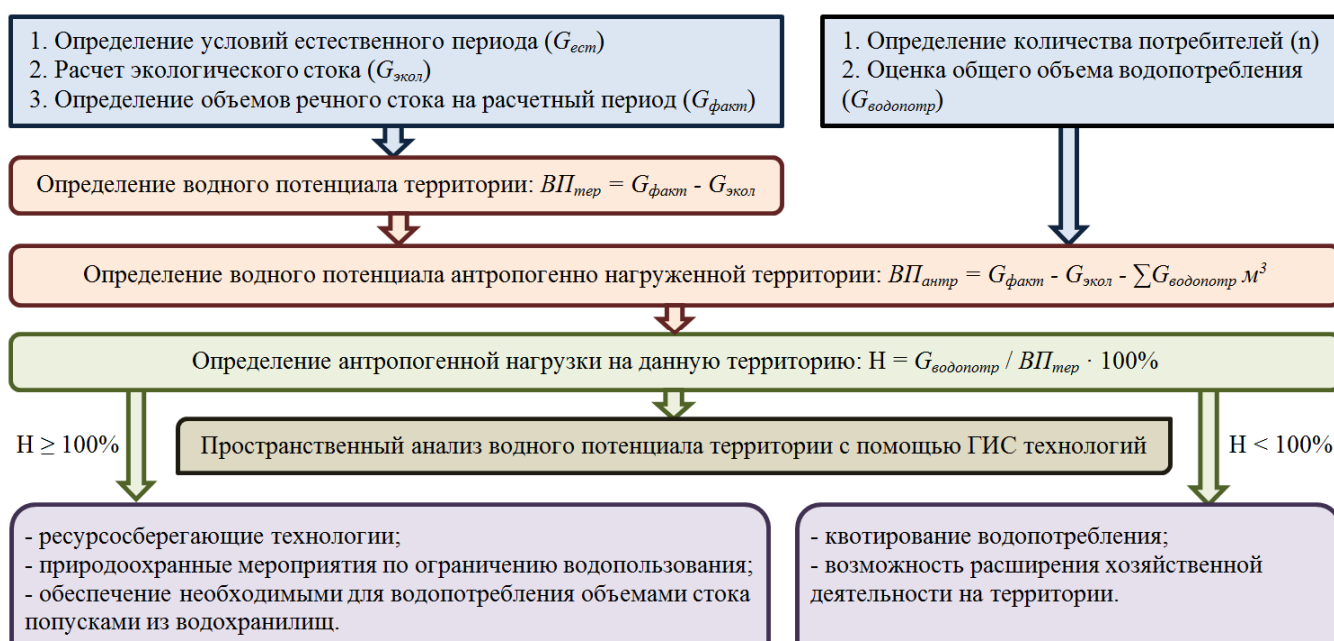 1. Определение условий естественного периода (Gест)
2. Расчет экологического стока (Gэкол)
3. Определение объемов речного стока на расчетный период (Gфакт)
1. Определение количества потребителей (n)
2. Оценка общего объема водопотребления
(Gводопотр)
Определение водного потенциала территории: ВПтер = Gфакт - Gэкол
Определение водного потенциала антропогенно нагруженной территории: ВПантр = Gфакт - Gэкол - ∑Gводопотр м³
Определение антропогенной нагрузки на данную территорию: Н = Gводопотр / ВПтер · 100%
Н ≥ 100%
Пространственный анализ водного потенциала территории с помощью ГИС технологий
Н < 100%
- ресурсосберегающие технологии;
- природоохранные мероприятия по ограничению водопользования;
- обеспечение необходимыми для водопотребления объемами стока
попусками из водохранилищ.
- квотирование водопотребления;
- возможность расширения хозяйственной
деятельности на территории.